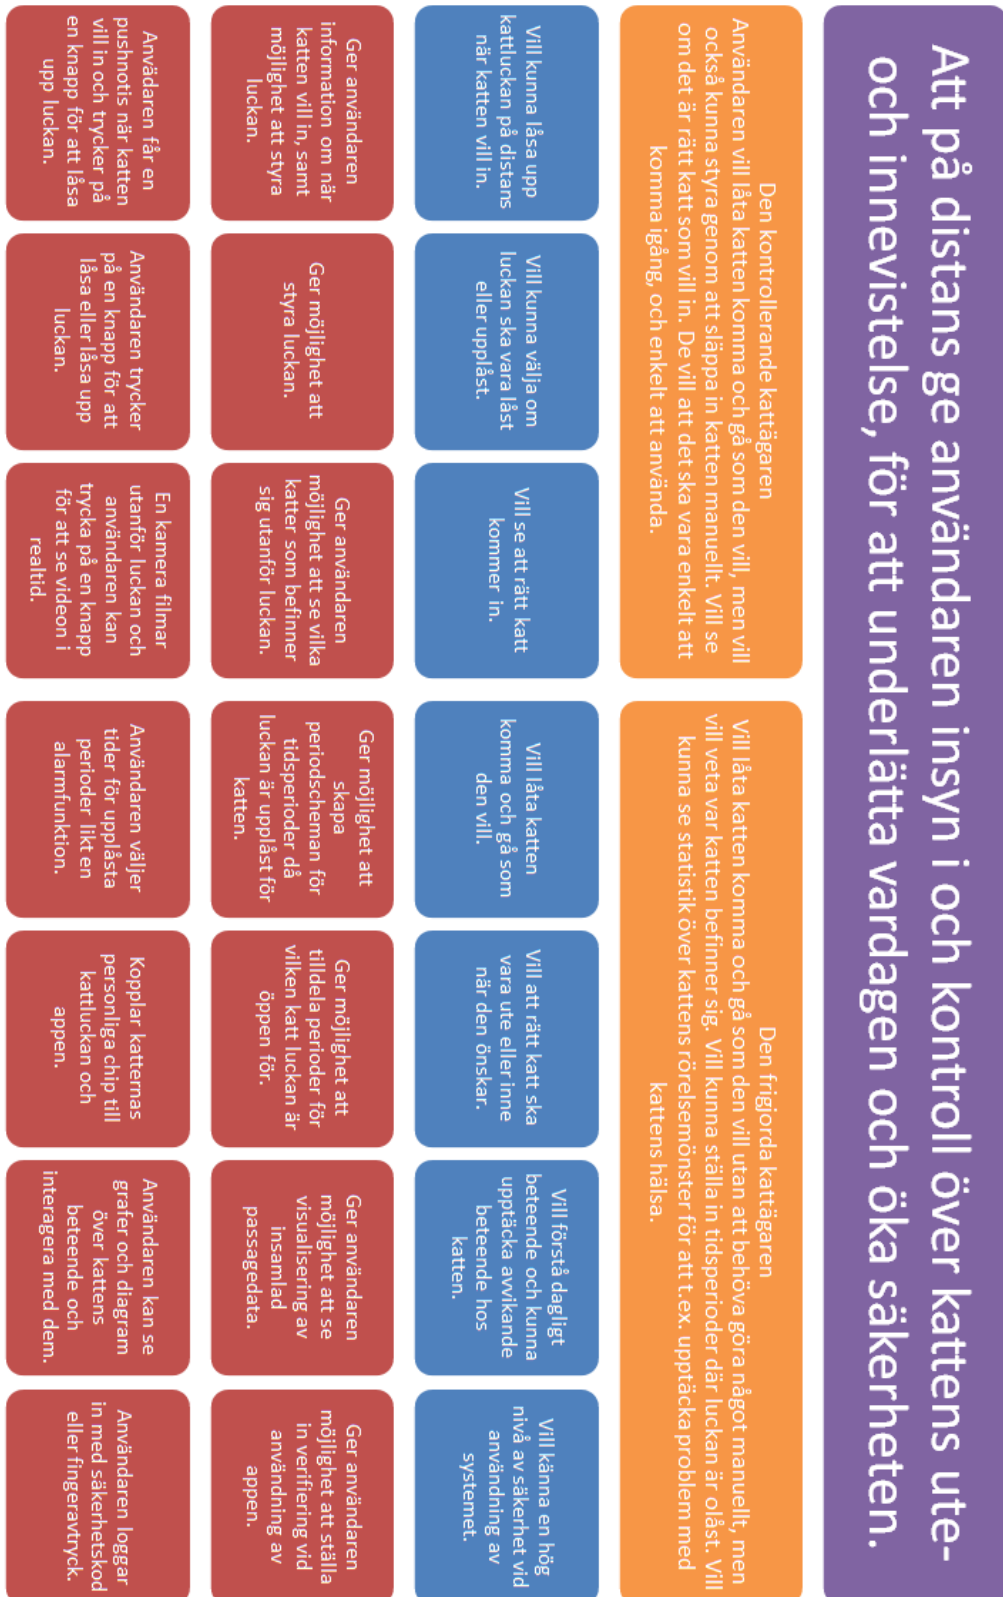 Att på distans ge användaren insyn i och kontroll över kattens ute-
och innevistelse, för att underlätta vardagen och öka säkerheten.
Den kontrollerande kattägaren
Användaren vill låta katten komma och gå som den vill, men vill
också kunna styra genom att släppa in katten manuellt. Vill se
om det är rätt katt som vill in. De vill att det ska vara enkelt att
komma igång, och enkelt att använda.
Den frigjorda kattägaren
Vill låta katten komma och gå som den vill utan att behöva göra något manuellt, men
vill veta var katten befinner sig. Vill kunna ställa in tidsperioder där luckan är olåst. Vill
kunna se statistik över kattens rörelsemönster för att t.ex. upptäcka problem med
kattens hälsa.
Vill kunna låsa upp
kattluckan på distans
när katten vill in.
Vill kunna välja om
luckan ska vara låst
eller upplåst.
Vill se att rätt katt
kommer in.
Vill låta katten
komma och gå som
den vill.
Vill att rätt katt ska
vara ute eller inne
när den önskar.
Vill förstå dagligt
beteende och kunna
upptäcka avvikande
beteende hos
katten.
Vill känna en hög
nivå av säkerhet vid
användning av
systemet.
Ger användaren
information om när
katten vill in, samt
möjlighet att styra
luckan.
Ger möjlighet att
styra luckan.
Ger användaren
möjlighet att se vilka
katter som befinner
sig utanför luckan.
Ger möjlighet att
skapa
periodscheman för
tidsperioder då
luckan är upplåst för
katten.
Ger möjlighet att
tilldela perioder för
vilken katt luckan är
öppen för.
Ger användaren
möjlighet att se
visualisering av
insamlad
passagedata.
Ger användaren
möjlighet att ställa
in verifiering vid
användning av
appen.
Anvädaren får en
pushnotis när katten
vill in och trycker på
en knapp för att låsa
upp luckan.
Användaren trycker
på en knapp för att
låsa eller låsa upp
luckan.
En kamera filmar
utanför luckan och
användaren kan
trycka på en knapp
för att se videon i
realtid.
Användaren väljer
tider för upplåsta
perioder likt en
alarmfunktion.
Kopplar katternas
personliga chip till
kattluckan och
appen.
Användaren kan se
grafer och diagram
över kattens
beteende och
interagera med dem.
Användaren loggar
in med säkerhetskod
eller fingeravtryck.